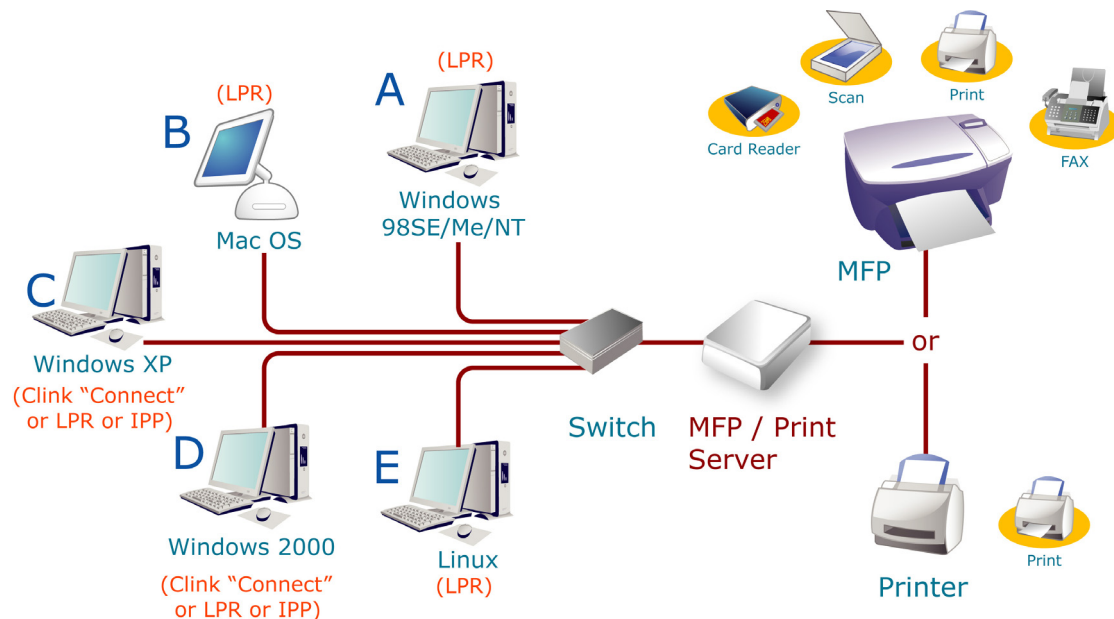 A
(LPR)
Windows
98SE/Me/NT
B
(LPR)
Mac OS
C
Windows XP
(Clink “Connect”
or LPR or IPP)
D
Windows 2000
(Clink “Connect”
or LPR or IPP)
E
Linux
(LPR)
Switch
MFP / Print
Server
or
Card Reader
Scan
Print
FAX
MFP
Printer
Print